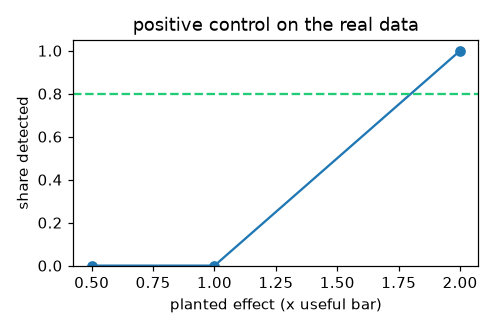 positive control on the real data
1.0
0.8
0.6
0.4
0.2
0.0
share detected
0.50 0.75 1.00 1.25 1.50 1.75 2.00
planted effect (x useful bar)